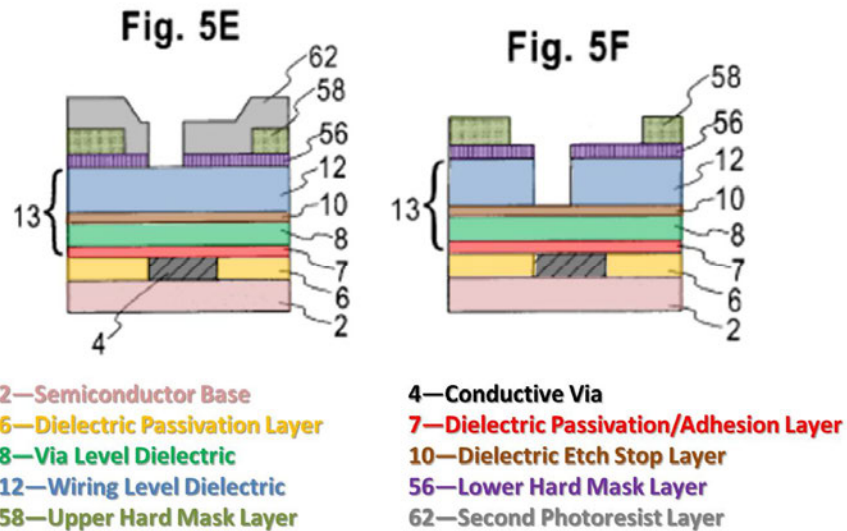 Fig. 5E
Fig. 5F
62
58
56
12
10
8
7
6
2
4
13
58
56
12
10
8
7
6
2
13
2—Semiconductor Base
4—Conductive Via
6—Dielectric Passivation Layer
7—Dielectric Passivation/Adhesion Layer
8—Via Level Dielectric
10—Dielectric Etch Stop Layer
12—Wiring Level Dielectric
56—Lower Hard Mask Layer
58—Upper Hard Mask Layer
62—Second Photoresist Layer